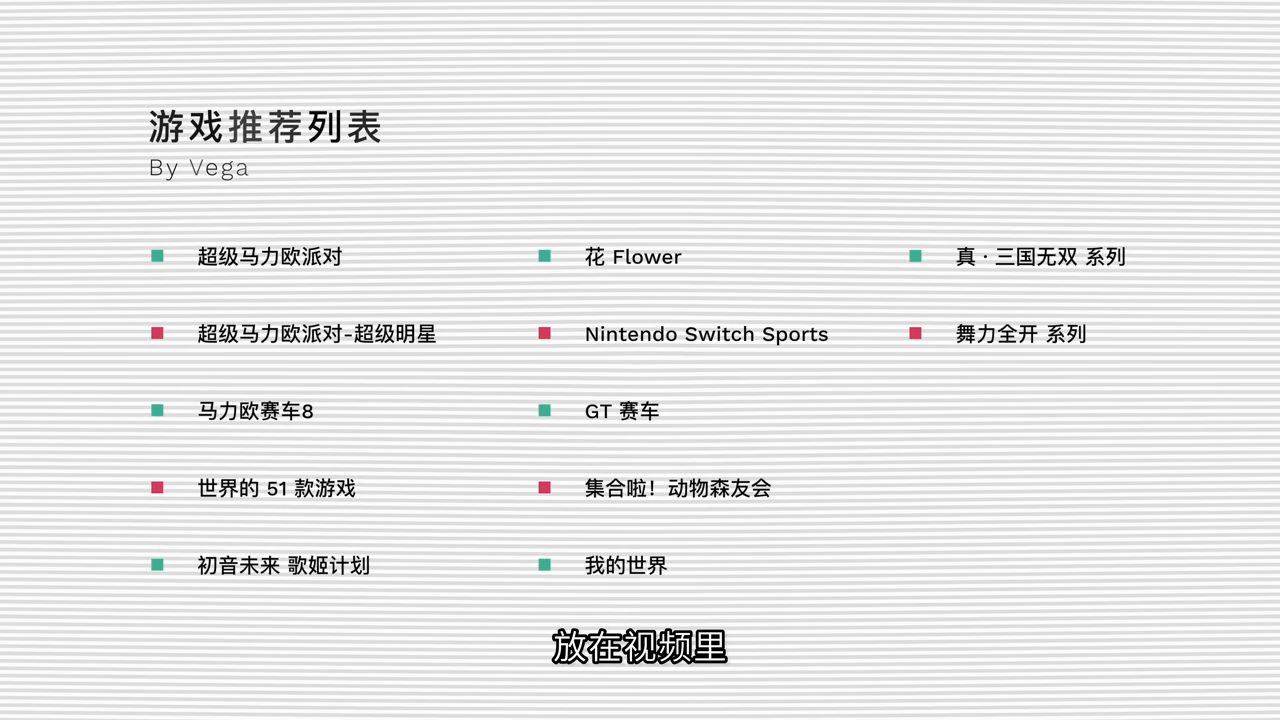 游戏推荐列表
By Vega
超级马力欧派对
超级马力欧派对-超级明星
马力欧赛车8
世界的 51 款游戏
初音未来 歌姬计划
花 Flower
Nintendo Switch Sports
GT 赛车
集合啦！动物森友会
我的世界
真·三国无双 系列
舞力全开 系列
放在视频里